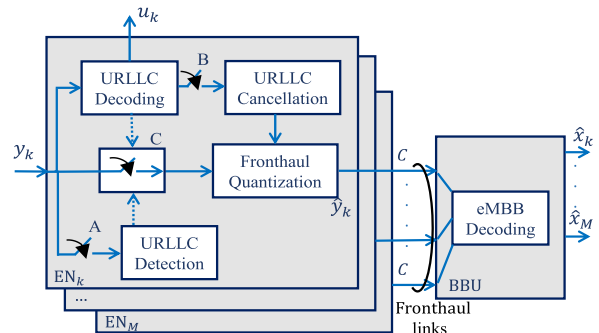 u_k
URLLC
Decoding
B
URLLC
Cancellation
C
y_k
Fronthaul
Quantization
ŷ_k
A
URLLC
Detection
EN_k
...
EN_M
C
C
Fronthaul
links
eMBB
Decoding
BBU
x̂_k
x̂_M